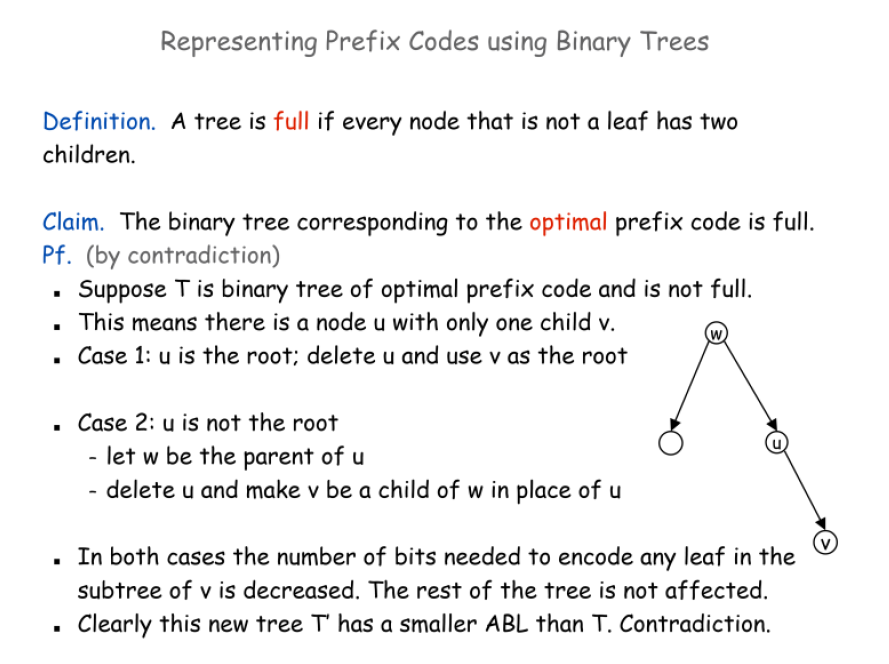 Representing Prefix Codes using Binary Trees
Definition. A tree is full if every node that is not a leaf has two
children.
Claim. The binary tree corresponding to the optimal prefix code is full.
Pf. (by contradiction)
▪ Suppose T is binary tree of optimal prefix code and is not full.
▪ This means there is a node u with only one child v.
▪ Case 1: u is the root; delete u and use v as the root
▪ Case 2: u is not the root
- let w be the parent of u
- delete u and make v be a child of w in place of u
▪ In both cases the number of bits needed to encode any leaf in the
subtree of v is decreased. The rest of the tree is not affected.
▪ Clearly this new tree T’ has a smaller ABL than T. Contradiction.
w
u
v